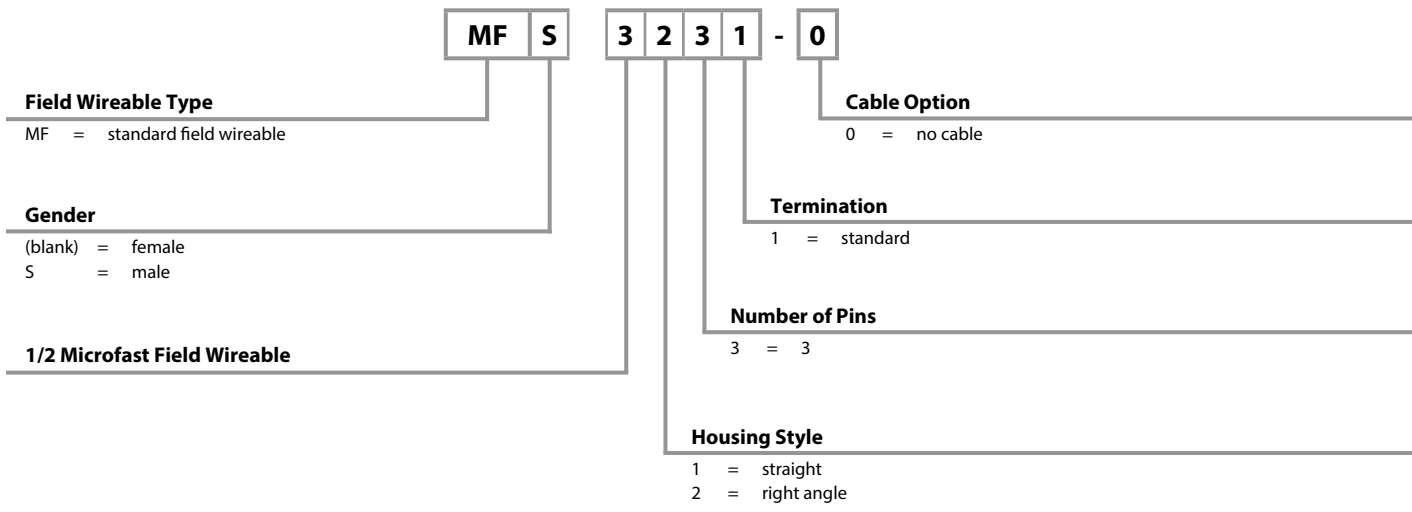 MF S 3 2 3 1 - 0
Field Wireable Type
MF = standard field wireable
Cable Option
0 = no cable
Gender
(blank) = female
S = male
Termination
1 = standard
Number of Pins
3 = 3
1/2 Microfast Field Wireable
Housing Style
1 = straight
2 = right angle